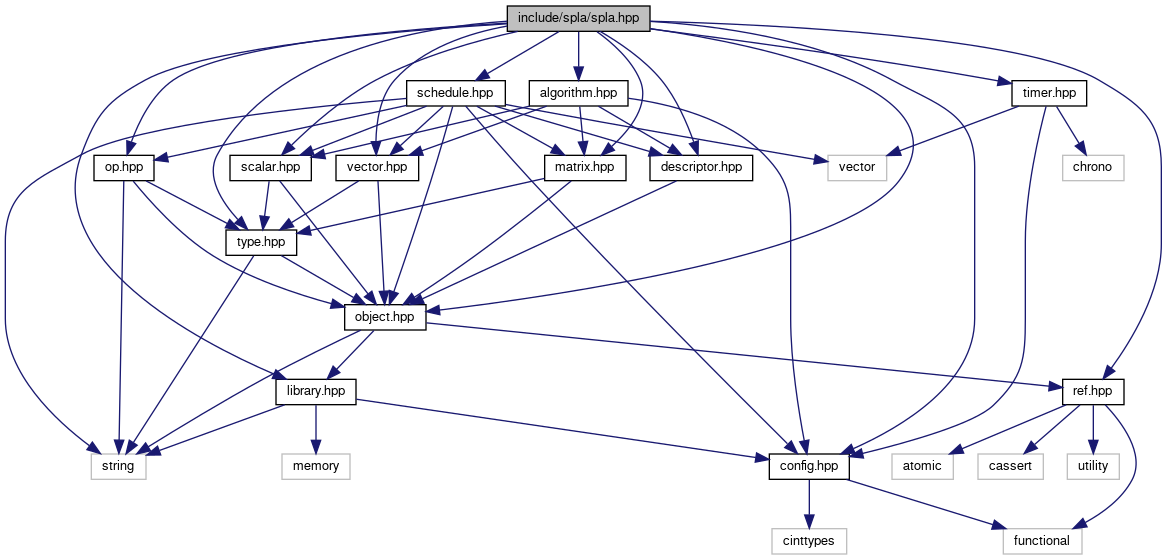 include/spla/spla.hpp
schedule.hpp
algorithm.hpp
timer.hpp
op.hpp
scalar.hpp
vector.hpp
matrix.hpp
descriptor.hpp
vector
chrono
type.hpp
object.hpp
library.hpp
ref.hpp
string
memory
config.hpp
atomic
cassert
utility
cinttypes
functional